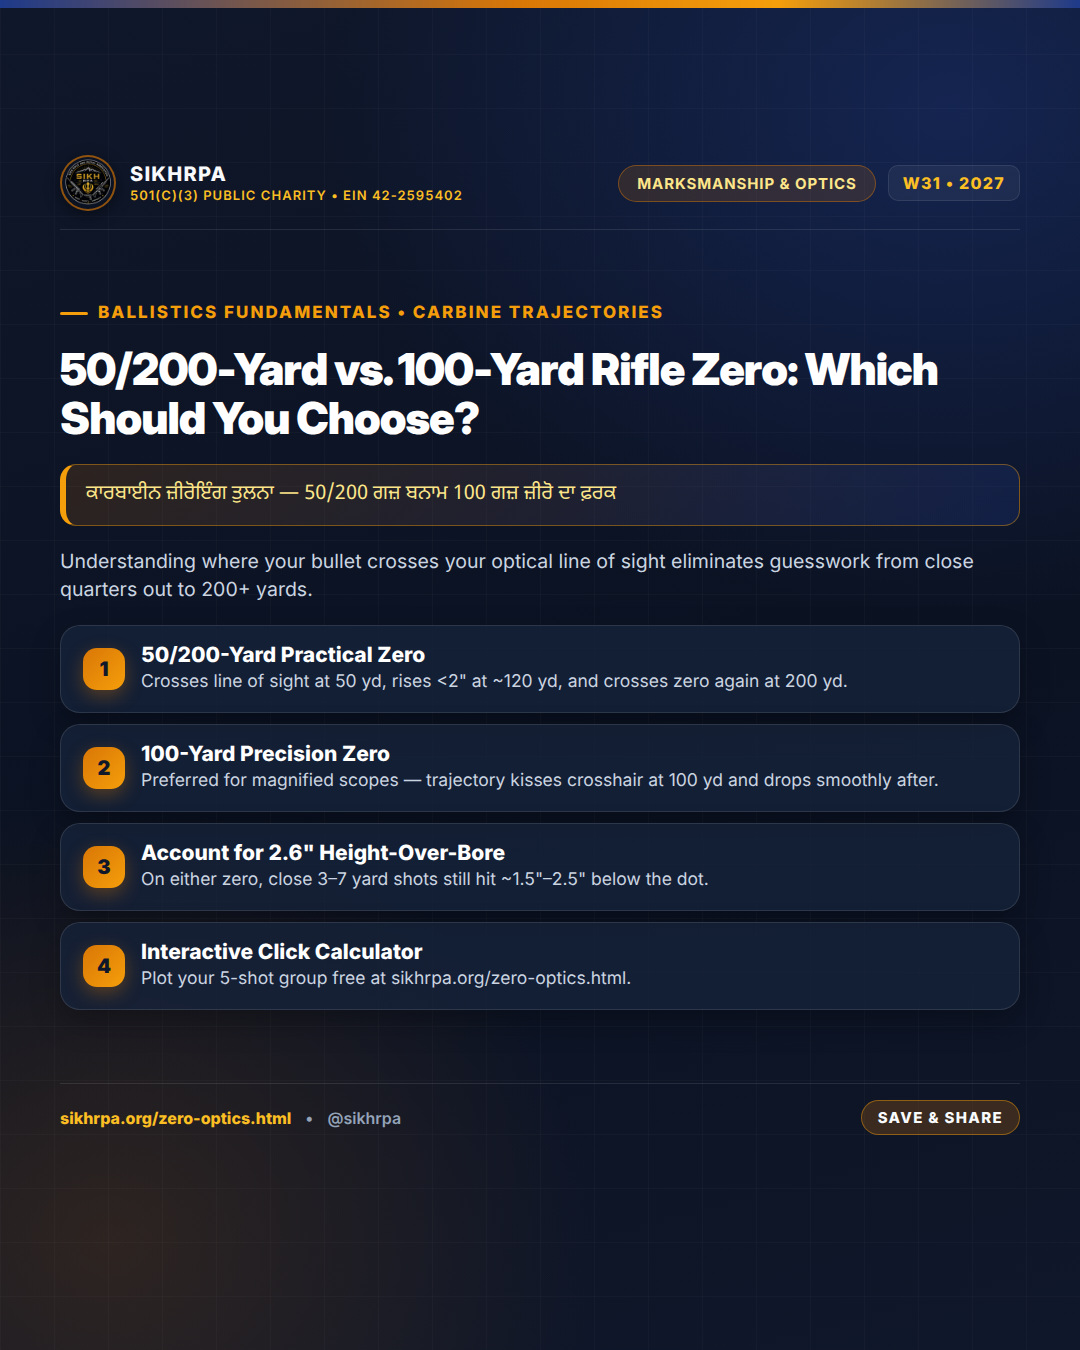 SIKH
SIKHRPA
501(C)(3) PUBLIC CHARITY • EIN 42-2595402
MARKSMANSHIP & OPTICS
W31 • 2027
BALLISTICS FUNDAMENTALS • CARBINE TRAJECTORIES
50/200-Yard vs. 100-Yard Rifle Zero: Which
Should You Choose?
ਕਾਰਬਾਈਨ ਜ਼ੀਰੋਇੰਗ ਤੁਲਨਾ — 50/200 ਗਜ਼ ਬਨਾਮ 100 ਗਜ਼ ਜ਼ੀਰੋ ਦਾ ਫ਼ਰਕ
Understanding where your bullet crosses your optical line of sight eliminates guesswork from close
quarters out to 200+ yards.
1
50/200-Yard Practical Zero
Crosses line of sight at 50 yd, rises <2" at ~120 yd, and crosses zero again at 200 yd.
2
100-Yard Precision Zero
Preferred for magnified scopes — trajectory kisses crosshair at 100 yd and drops smoothly after.
3
Account for 2.6" Height-Over-Bore
On either zero, close 3–7 yard shots still hit ~1.5"–2.5" below the dot.
4
Interactive Click Calculator
Plot your 5-shot group free at sikhrpa.org/zero-optics.html.
sikhrpa.org/zero-optics.html • @sikhrpa
SAVE & SHARE